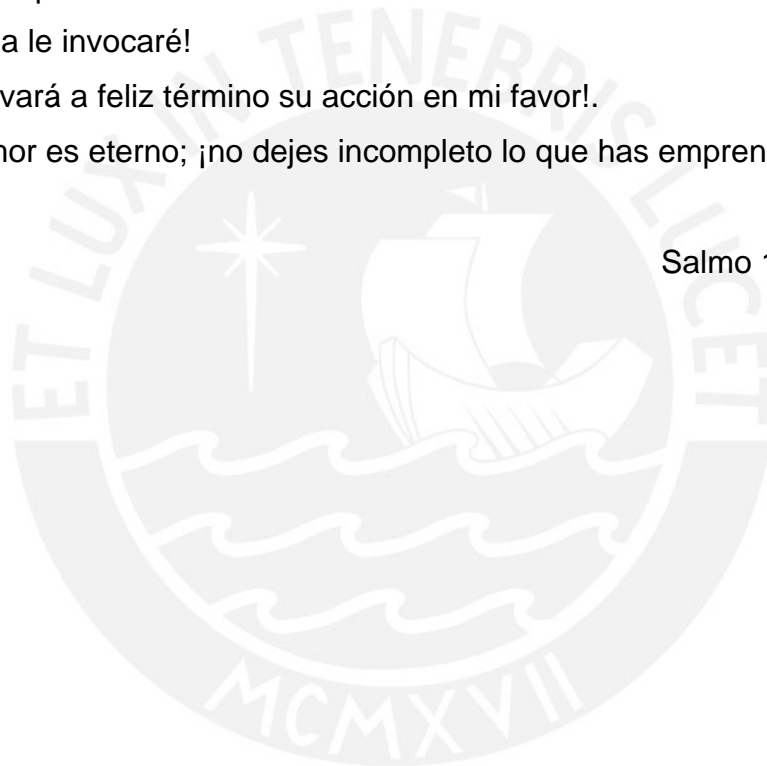 a le invocaré!
vará a feliz término su acción en mi favor!.
nor es eterno; ¡no dejes incompleto lo que has empren
Salmo 1
ET LUX IN TENEBRIS LUCET
MCMXVII